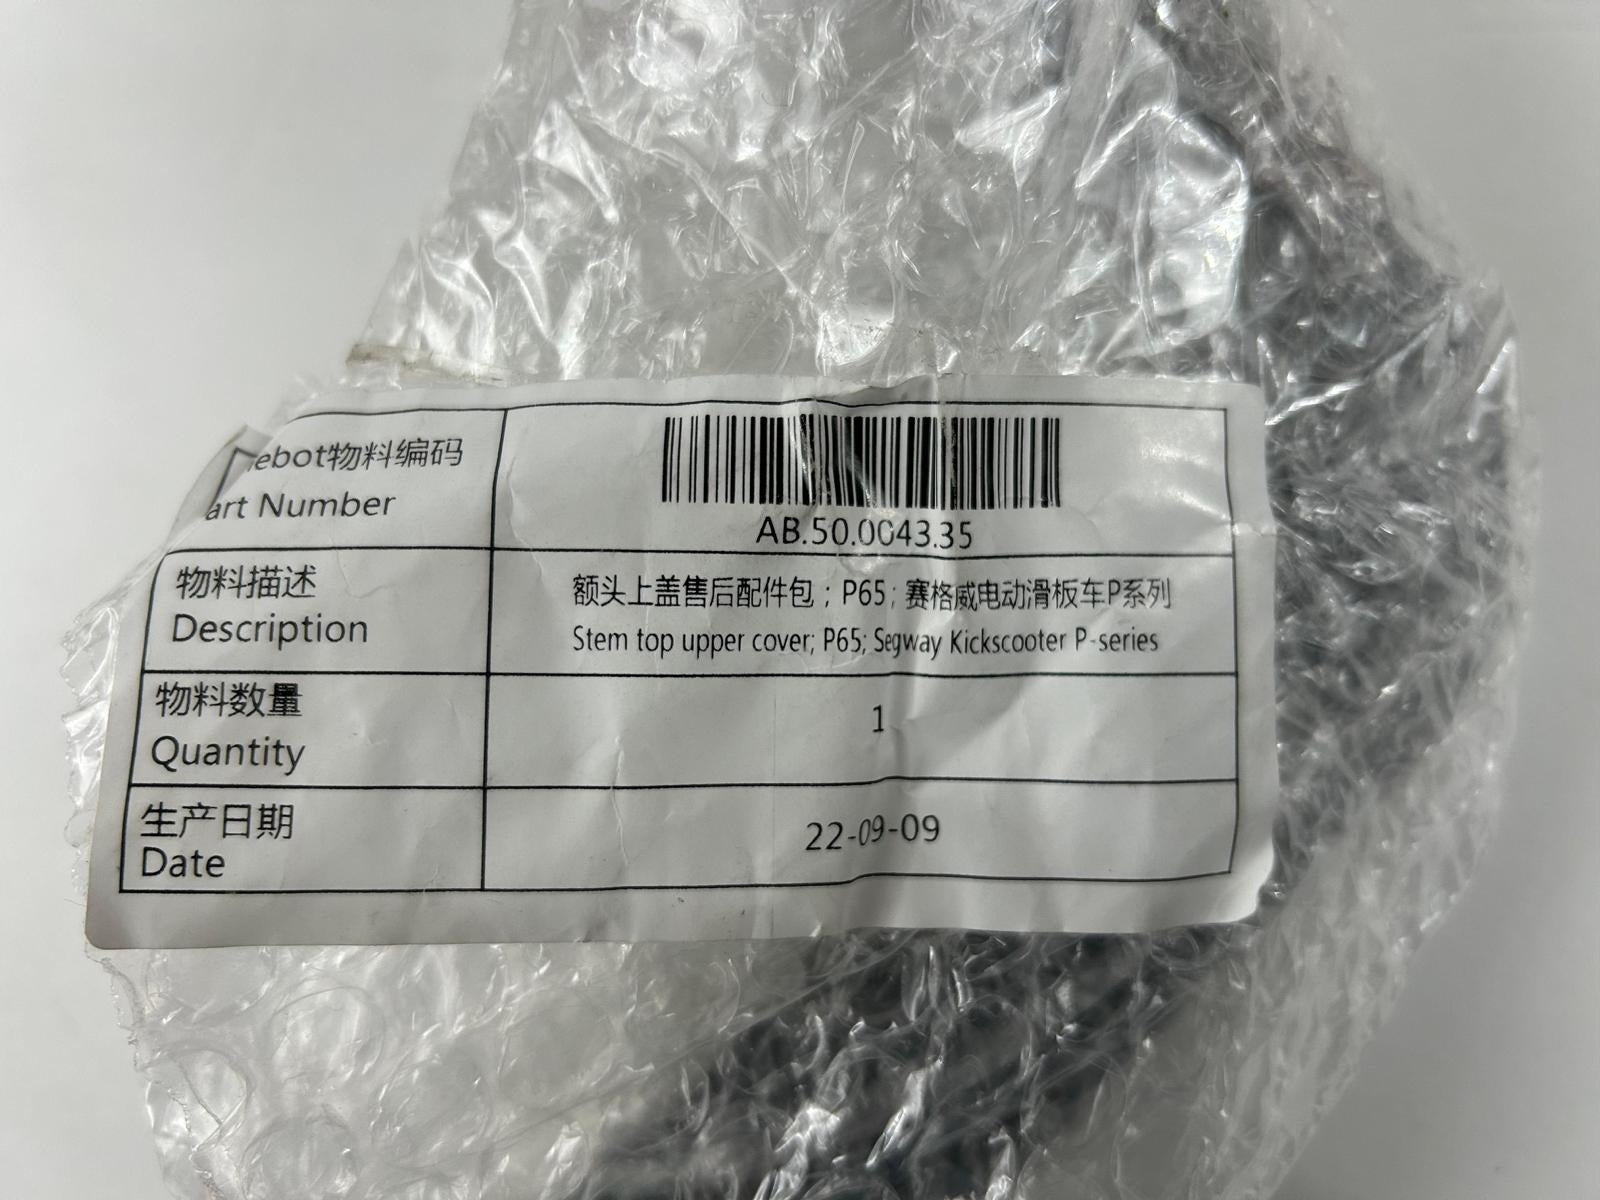 ebot物料编码
art Number
AB.50.0043.35
物料描述
Description
额头上盖售后配件包；P65；赛格威电动滑板车P系列
Stem top upper cover; P65; Segway Kickscooter P-series
物料数量
Quantity
1
生产日期
Date
22-09-09